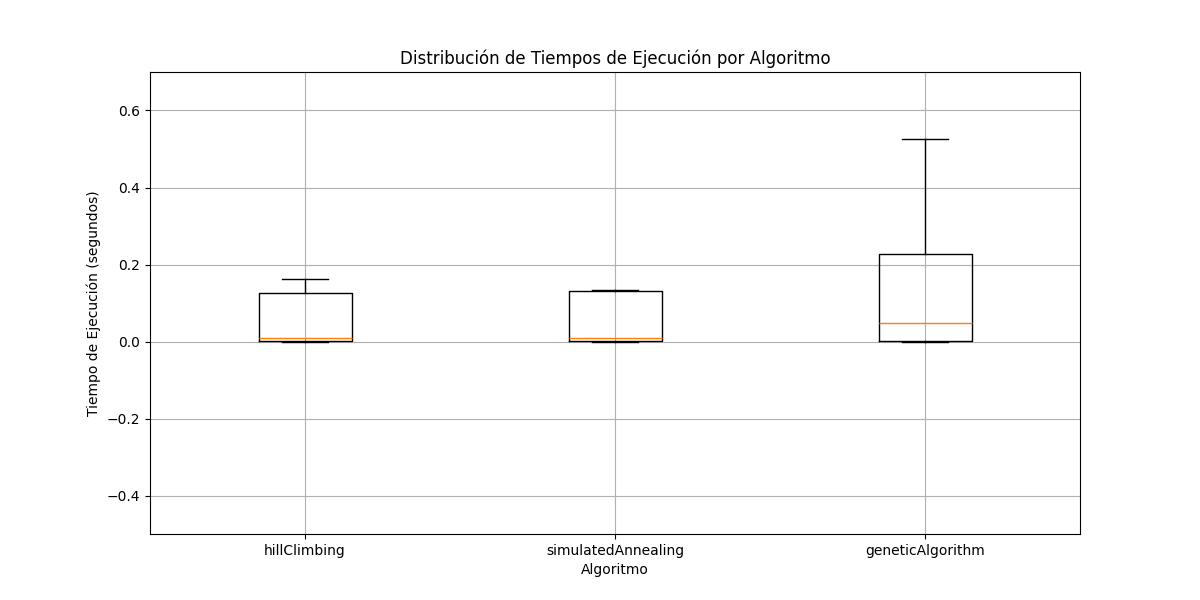 Distribución de Tiempos de Ejecución por Algoritmo
Tiempo de Ejecución (segundos)
0.6
0.4
0.2
0.0
−0.2
−0.4
hillClimbing
simulatedAnnealing
geneticAlgorithm
Algoritmo